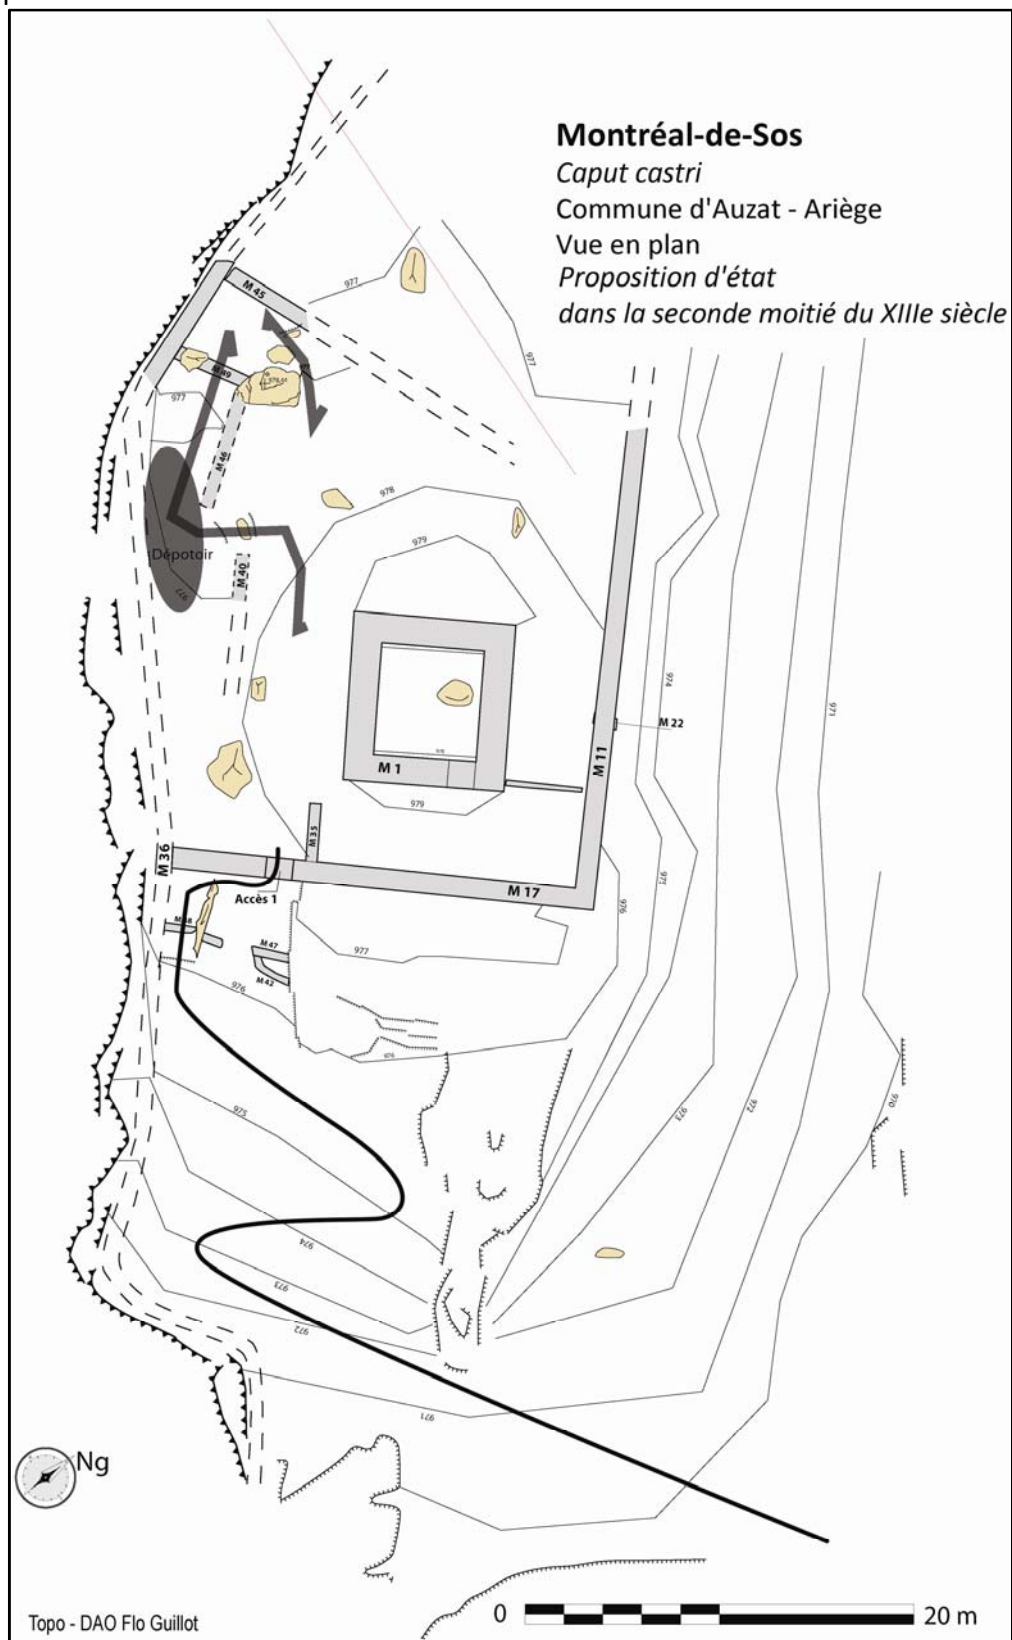 Montréal-de-Sos
Caput castri
Commune d'Auzat - Ariège
Vue en plan
Proposition d'état
dans la seconde moitié du XIIIe siècle
977
M 45
977
M 49
977
M 46
978
979
Dépotoir
M 40
977
974
971
M 22
M 1
M 11
979
M 35
M 36
M 17
Accès 1
971
976
M 47
977
M 42
976
976
975
973
972
970
974
973
972
971
Ng
0
20 m
Topo - DAO Flo Guillot